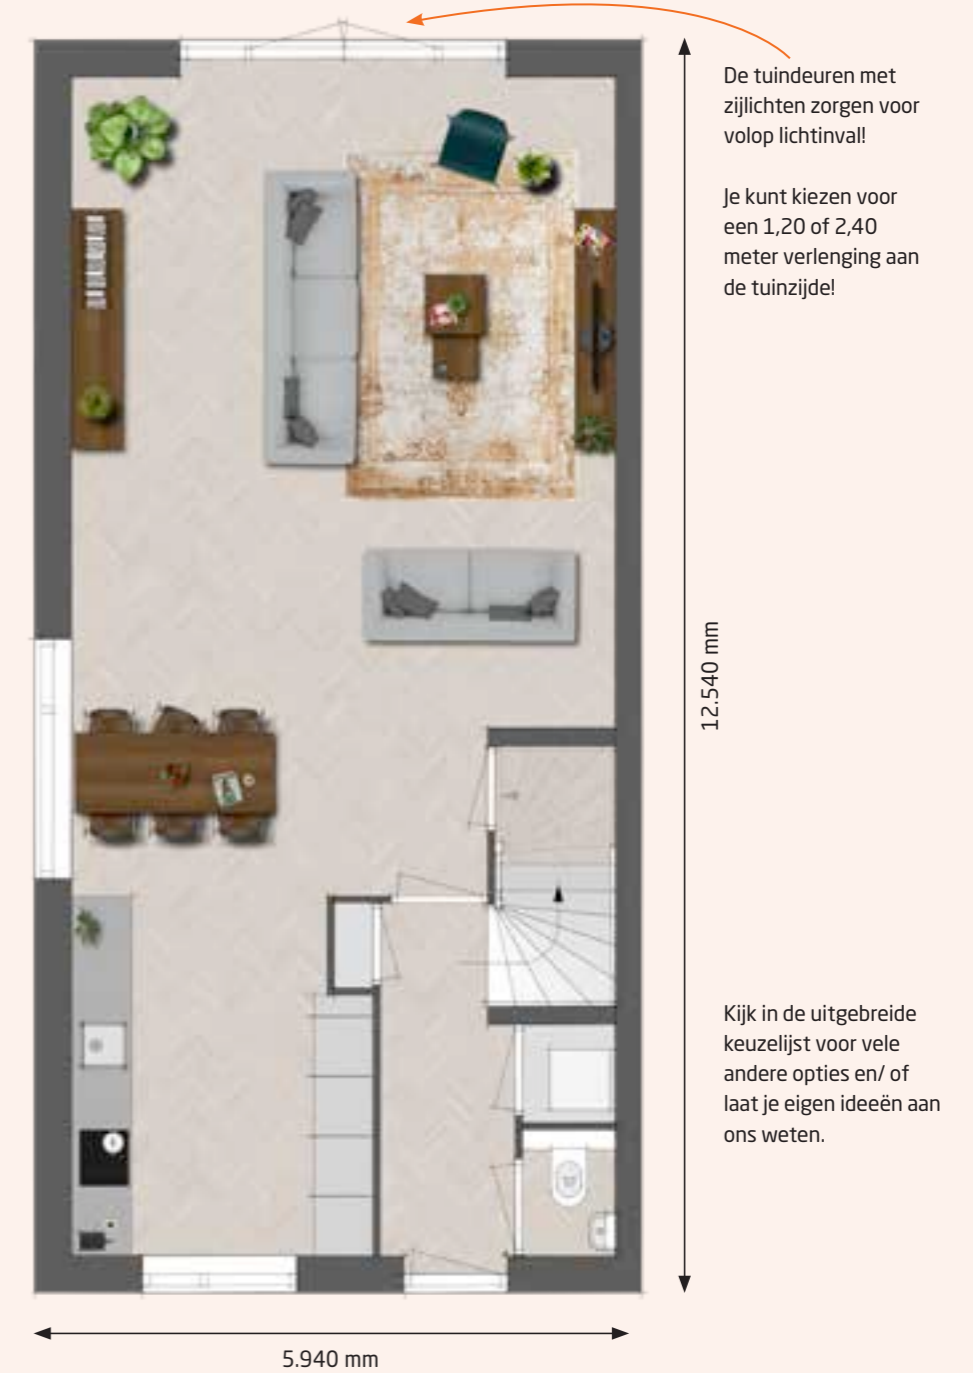 De tuindeuren met
zijlichten zorgen voor
volop lichtinval!
Je kunt kiezen voor
een 1,20 of 2,40
meter verlenging aan
de tuinzijde!
12.540 mm
Kijk in de uitgebreide
keuzelijst voor vele
andere opties en/ of
laat je eigen ideeën aan
ons weten.
5.940 mm